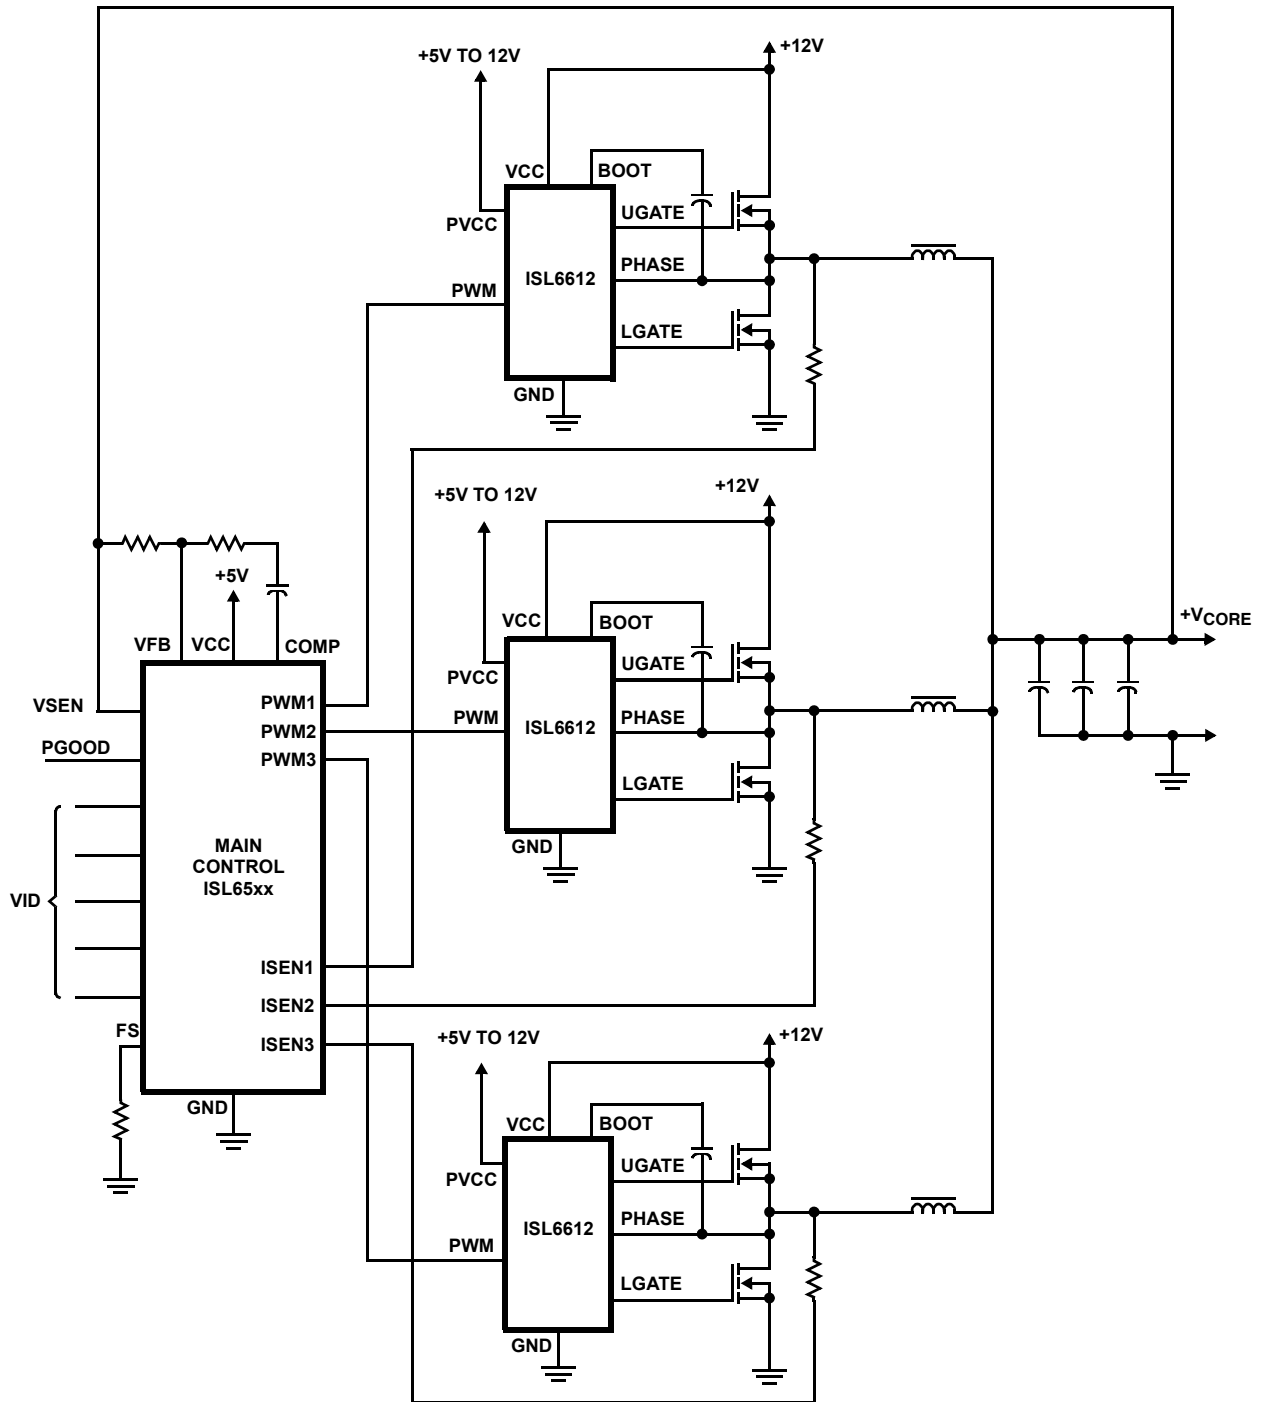 +12V
+5V TO 12V
VCC
BOOT
UGATE
PVCC
PHASE
ISL6612
PWM
LGATE
GND
+5V TO 12V
+12V
+5V
VCC
BOOT
+VCORE
VFB
VCC
COMP
UGATE
PVCC
VSEN
PWM1
PWM
PHASE
ISL6612
PWM2
PGOOD
PWM3
LGATE
MAIN
CONTROL
ISL65xx
GND
VID
ISEN1
ISEN2
FS
ISEN3
+5V TO 12V
+12V
GND
VCC
BOOT
UGATE
PVCC
PHASE
ISL6612
PWM
LGATE
GND